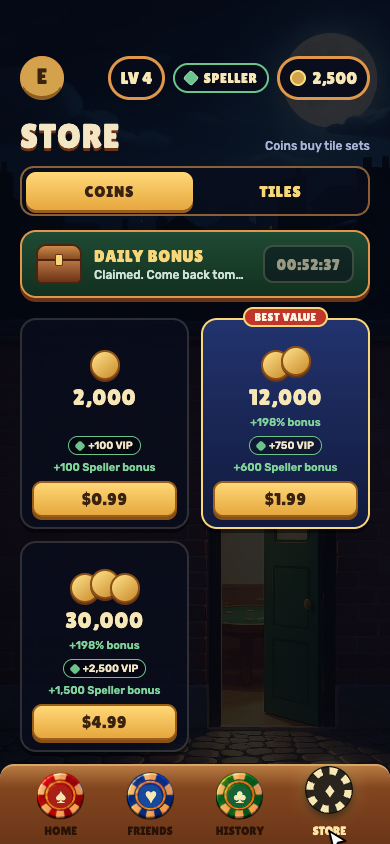 E
LV 4
SPELLER
2,500
STORE
Coins buy tile sets
COINS
TILES
DAILY BONUS
Claimed. Come back tom...
00:52:37
BEST VALUE
2,000
+100 VIP
+100 Speller bonus
$0.99
12,000
+198% bonus
+750 VIP
+600 Speller bonus
$1.99
30,000
+198% bonus
+2,500 VIP
+1,500 Speller bonus
$4.99
HOME
FRIENDS
HISTORY
STORE